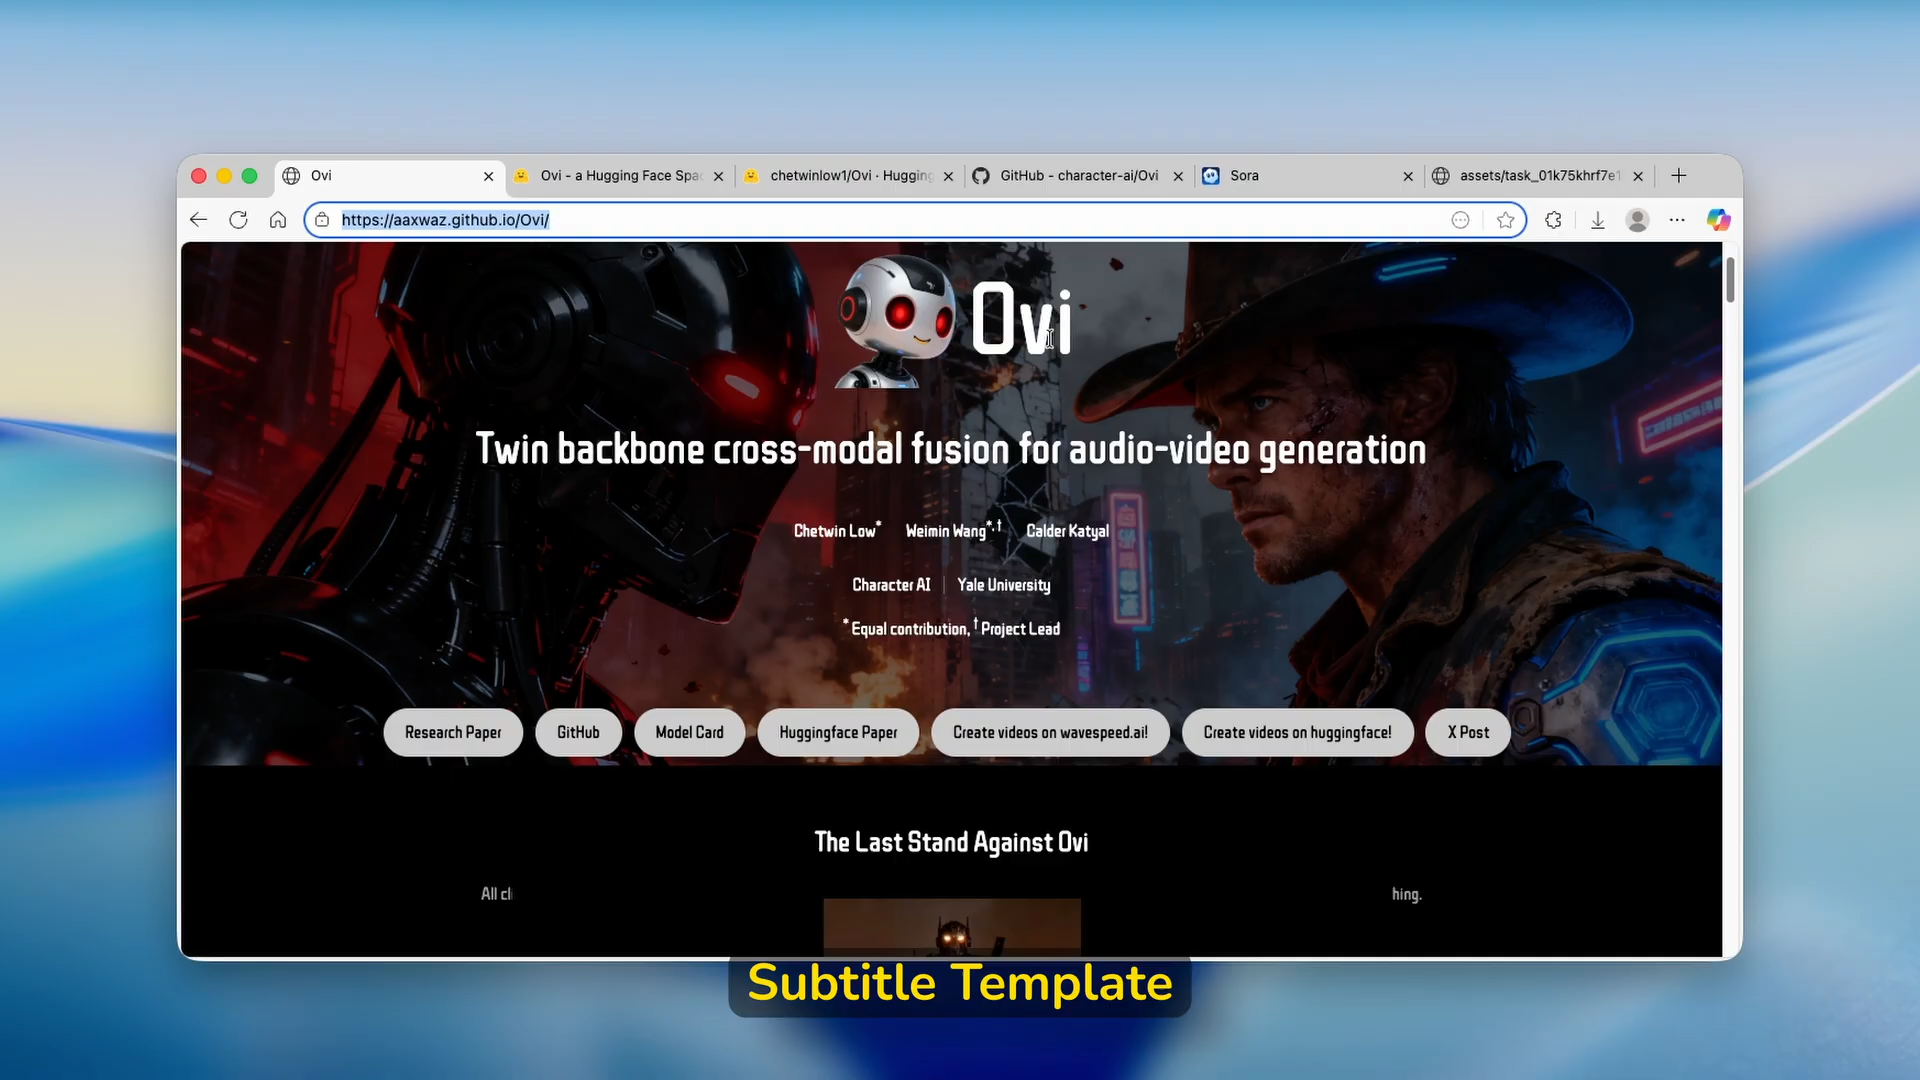 Ovi
Ovi - a Hugging Face Spac
chetwinlow1/Ovi · Hugging
GitHub - character-ai/Ovi
Sora
assets/task_01k75khrf7e1
https://aaxwaz.github.io/Ovi/
Ovi
Twin backbone cross-modal fusion for audio-video generation
Chetwin Low* Weimin Wang*,† Calder Katyal
Character AI | Yale University
* Equal contribution, † Project Lead
Research Paper
GitHub
Model Card
Huggingface Paper
Create videos on wavespeed.ai!
Create videos on huggingface!
X Post
The Last Stand Against Ovi
All cli hing.
Subtitle Template